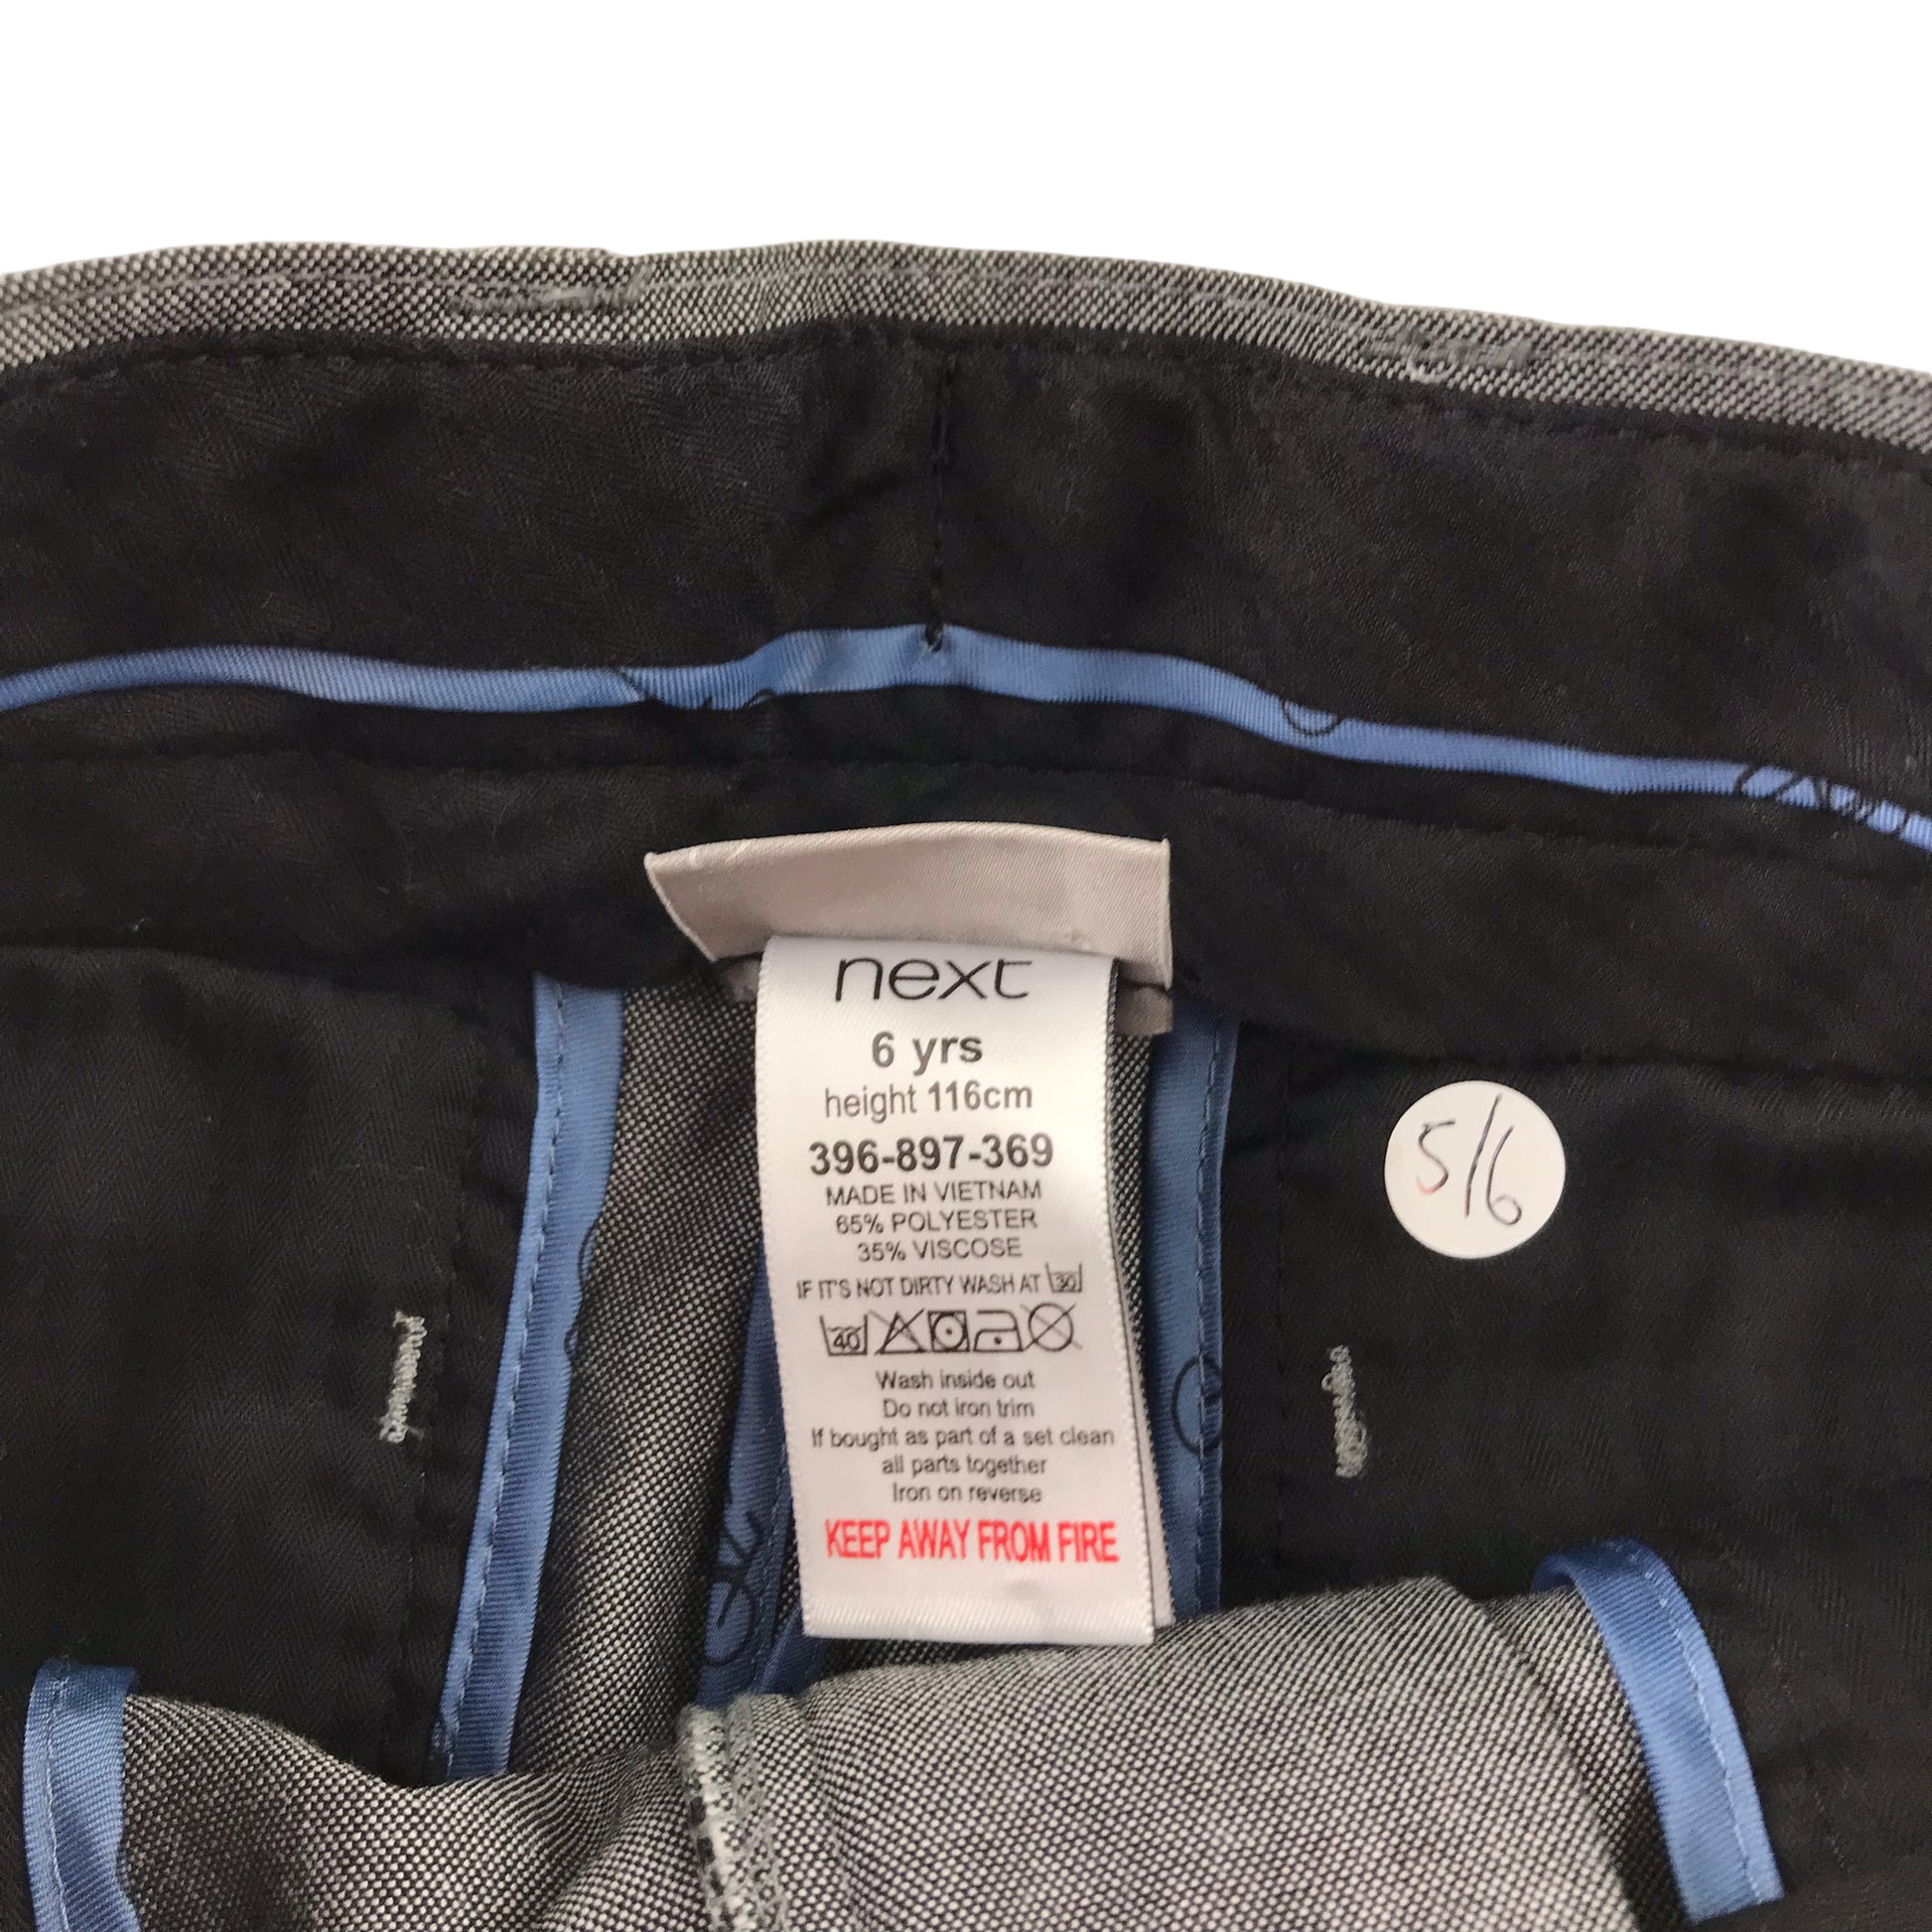 next
6 yrs
height 116cm
396-897-369
MADE IN VIETNAM
65% POLYESTER
35% VISCOSE
IF IT'S NOT DIRTY WASH AT 30
40
Wash inside out
Do not iron trim
If bought as part of a set clean
all parts together
Iron on reverse
KEEP AWAY FROM FIRE
5/6